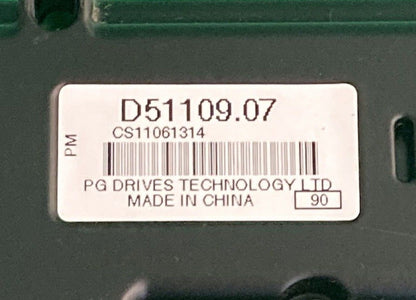 D51109.07
CS11061314
PM
PG DRIVES TECHNOLOGY LTD
MADE IN CHINA
90